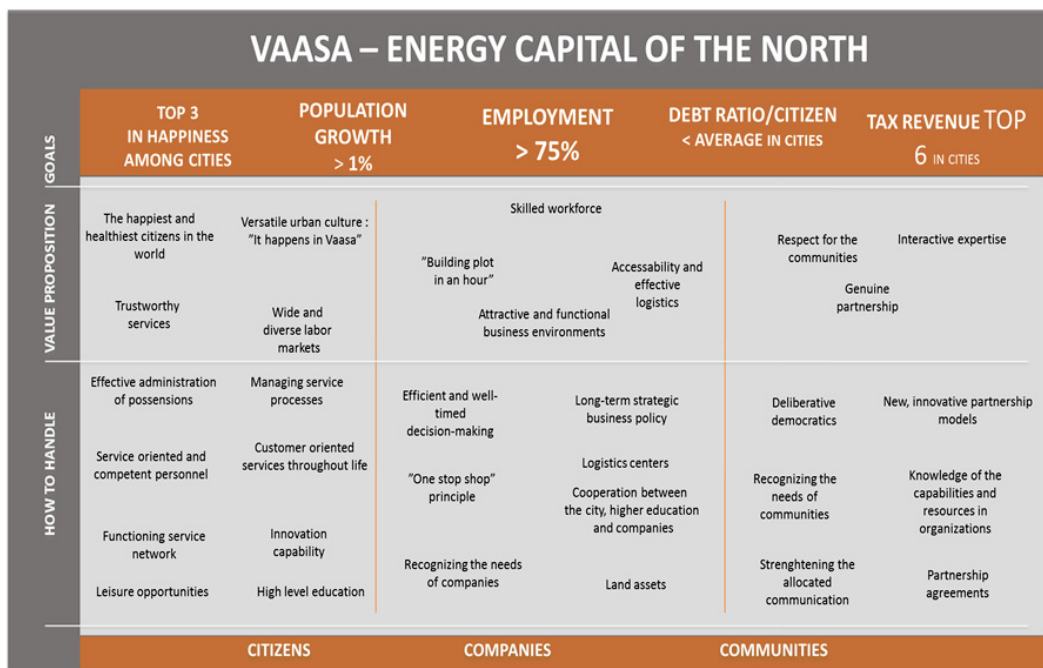 VAASA – ENERGY CAPITAL OF THE NORTH
GOALS
TOP 3
IN HAPPINESS
AMONG CITIES
POPULATION
GROWTH
> 1%
EMPLOYMENT
> 75%
DEBT RATIO/CITIZEN
< AVERAGE IN CITIES
TAX REVENUE TOP
6 IN CITIES
VALUE PROPOSITION
The happiest and
healthiest citizens in the
world
Versatile urban culture :
"It happens in Vaasa"
Trustworthy
services
Wide and
diverse labor
markets
Skilled workforce
"Building plot
in an hour"
Accessability and
effective
logistics
Attractive and functional
business environments
Respect for the
communities
Interactive expertise
Genuine
partnership
HOW TO HANDLE
Effective administration
of possensions
Managing service
processes
Service oriented and
competent personnel
Customer oriented
services throughout life
Functioning service
network
Innovation
capability
Leisure opportunities
High level education
Efficient and well-
timed
decision-making
Long-term strategic
business policy
"One stop shop"
principle
Logistics centers
Cooperation between
the city, higher education
and companies
Recognizing the needs
of companies
Land assets
Deliberative
democratics
New, innovative partnership
models
Recognizing the
needs of
communities
Knowledge of the
capabilities and
resources in
organizations
Strenghtening the
allocated
communication
Partnership
agreements
CITIZENS
COMPANIES
COMMUNITIES